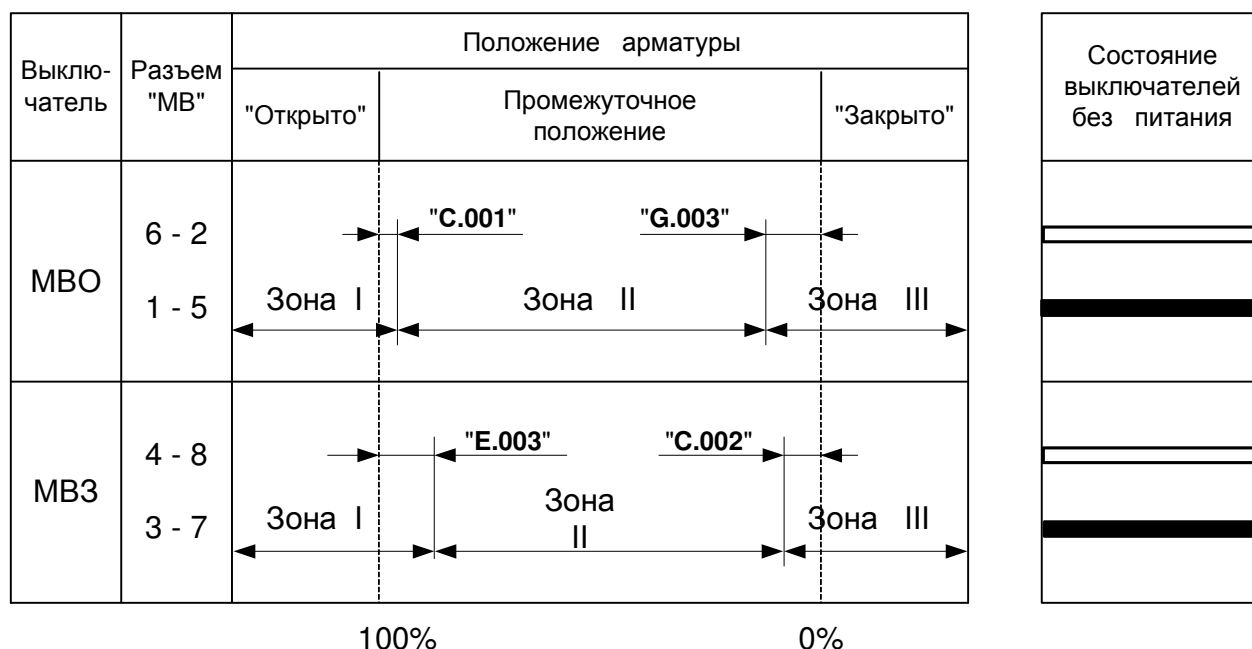 Выклю-
чатель
Разъем
"МВ"
Положение арматуры
"Открыто"
Промежуточное
положение
"Закрыто"
Состояние
выключателей
без питания
МВО
6 - 2
1 - 5
"C.001"
"G.003"
Зона I
Зона II
Зона III
МВЗ
4 - 8
3 - 7
"E.003"
"C.002"
Зона I
Зона
II
Зона III
100%
0%